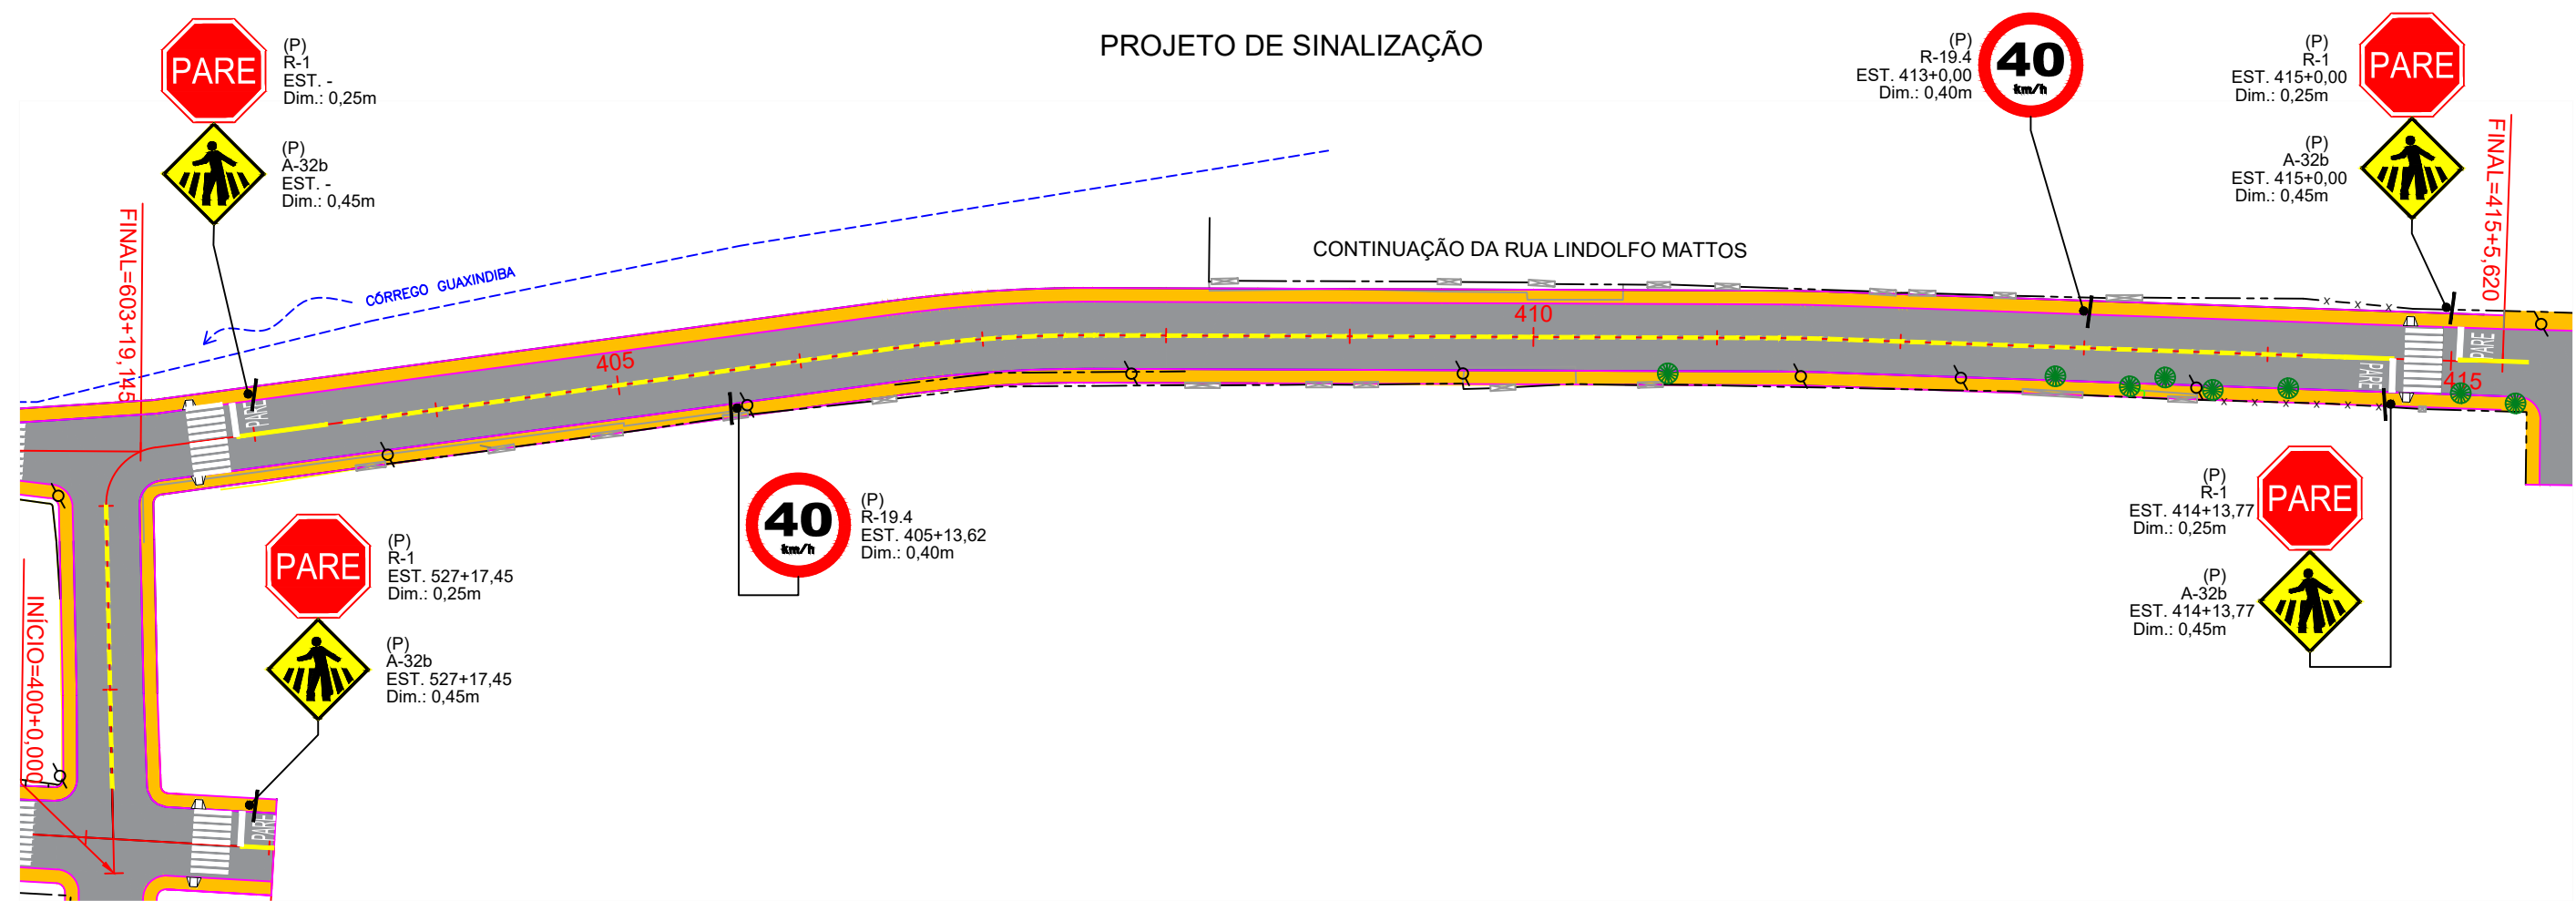 PROJETO DE SINALIZAÇÃO
PARE
(P)
R-1
EST. -
Dim.: 0,25m
(P)
A-32b
EST. -
Dim.: 0,45m
(P)
R-19.4
EST. 413+0,00
Dim.: 0,40m
40
km/h
(P)
R-1
EST. 415+0,00
Dim.: 0,25m
PARE
(P)
A-32b
EST. 415+0,00
Dim.: 0,45m
FINAL=603+19,145
CÓRREGO GUAXINDIBA
CONTINUAÇÃO DA RUA LINDOLFO MATTOS
FINAL=415+5,620
405
410
415
PARE
PARE
PARE
PARE
(P)
R-1
EST. 527+17,45
Dim.: 0,25m
(P)
A-32b
EST. 527+17,45
Dim.: 0,45m
40
km/h
(P)
R-19.4
EST. 405+13,62
Dim.: 0,40m
(P)
R-1
EST. 414+13,77
Dim.: 0,25m
PARE
(P)
A-32b
EST. 414+13,77
Dim.: 0,45m
INÍCIO=400+0,000
PARE